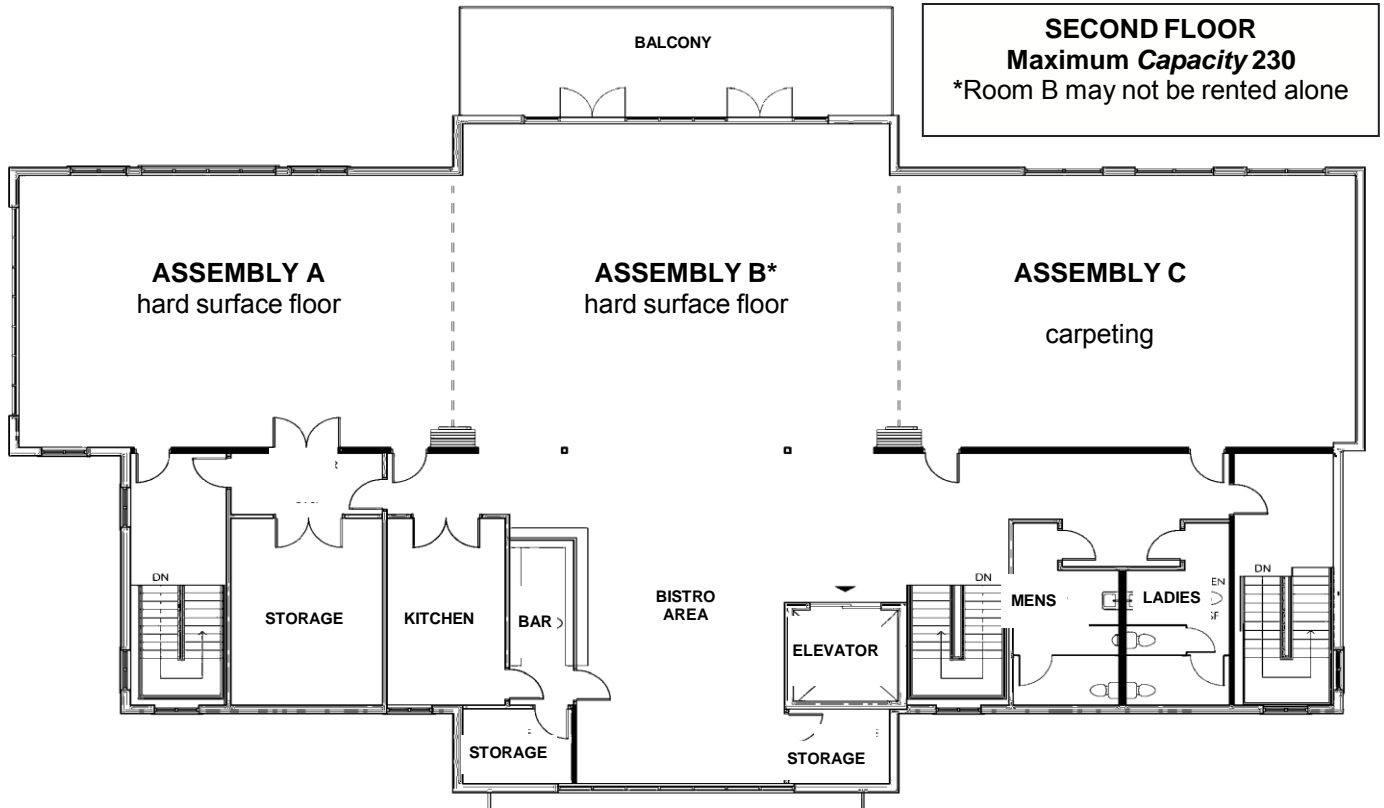 BALCONY
SECOND FLOOR
Maximum Capacity 230
*Room B may not be rented alone
ASSEMBLY A
hard surface floor
ASSEMBLY B*
hard surface floor
ASSEMBLY C
carpeting
DN
STORAGE
KITCHEN
BAR
BISTRO
AREA
ELEVATOR
DN
MENS
LADIES
DN
STORAGE
STORAGE